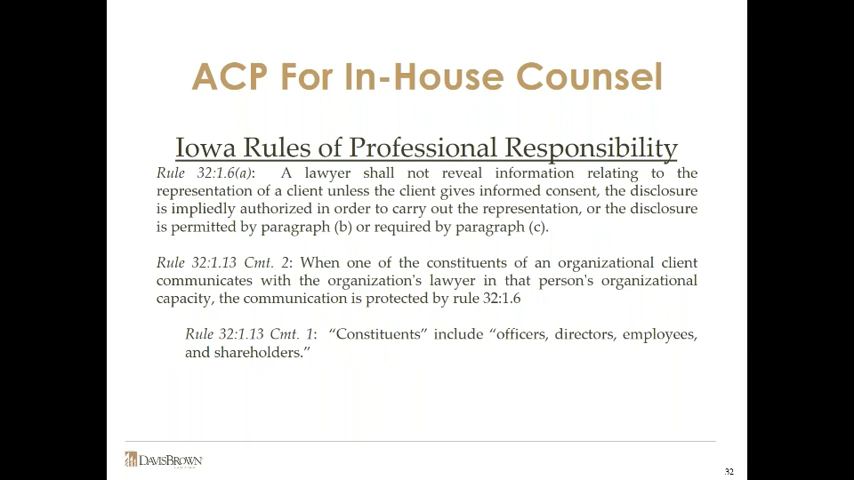 ACP For In-House Counsel
Iowa Rules of Professional Responsibility
Rule 32:1.6(a): A lawyer shall not reveal information relating to the
representation of a client unless the client gives informed consent, the disclosure
is impliedly authorized in order to carry out the representation, or the disclosure
is permitted by paragraph (b) or required by paragraph (c).
Rule 32:1.13 Cmt. 2: When one of the constituents of an organizational client
communicates with the organization's lawyer in that person's organizational
capacity, the communication is protected by rule 32:1.6
Rule 32:1.13 Cmt. 1: “Constituents” include “officers, directors, employees,
and shareholders.”
DAVISBROWN
32